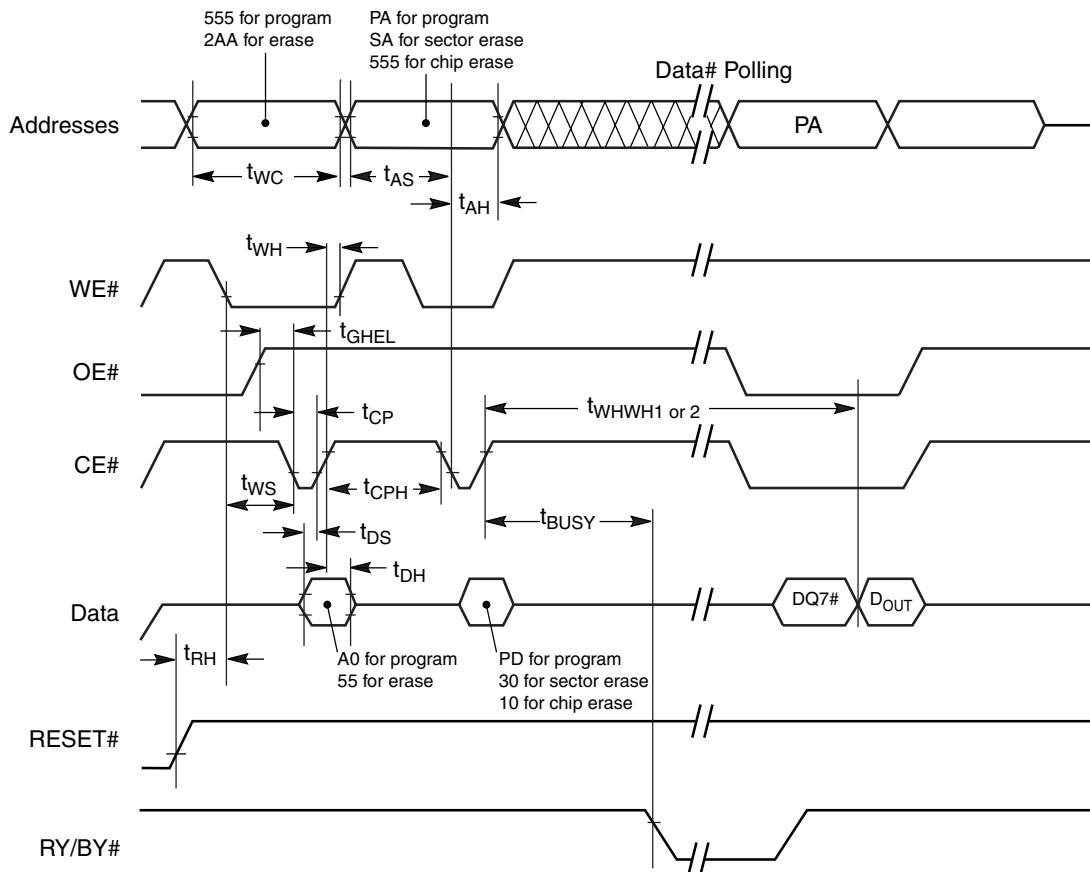 555 for program
2AA for erase
PA for program
SA for sector erase
555 for chip erase
Data# Polling
Addresses
PA
tWC
tAS
tAH
tWH
WE#
tGHEL
OE#
tWHWH1 or 2
tCP
CE#
tWS
tCPH
tBUSY
tDS
tDH
Data
DQ7#
DOUT
tRH
A0 for program
55 for erase
PD for program
30 for sector erase
10 for chip erase
RESET#
RY/BY#